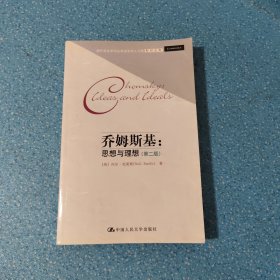 Chomsky:
Ideas and Ideals
乔姆斯基：
思想与理想（第二版）
[英] 尼尔·史密斯（Neil Smith） 著
中国人民大学出版社